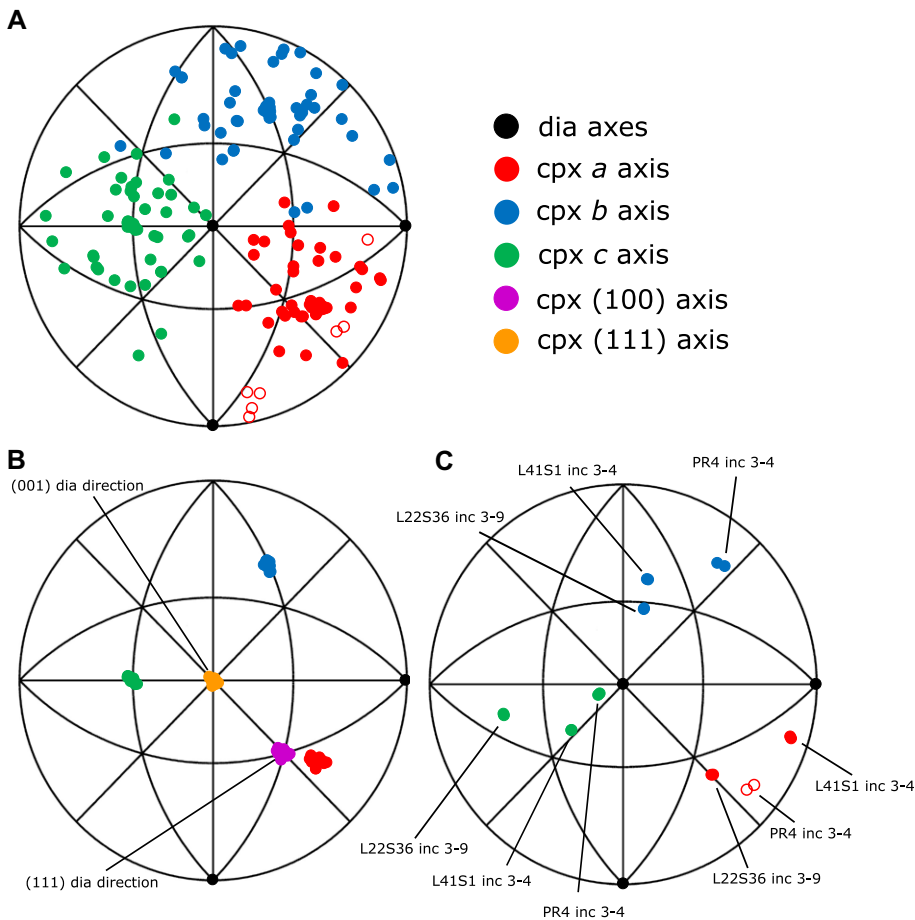 A
dia axes
cpx a axis
cpx b axis
cpx c axis
cpx (100) axis
cpx (111) axis
B
(001) dia direction
(111) dia direction
C
L41S1 inc 3-4
PR4 inc 3-4
L22S36 inc 3-9
L22S36 inc 3-9
L41S1 inc 3-4
PR4 inc 3-4
L41S1 inc 3-4
PR4 inc 3-4
L22S36 inc 3-9